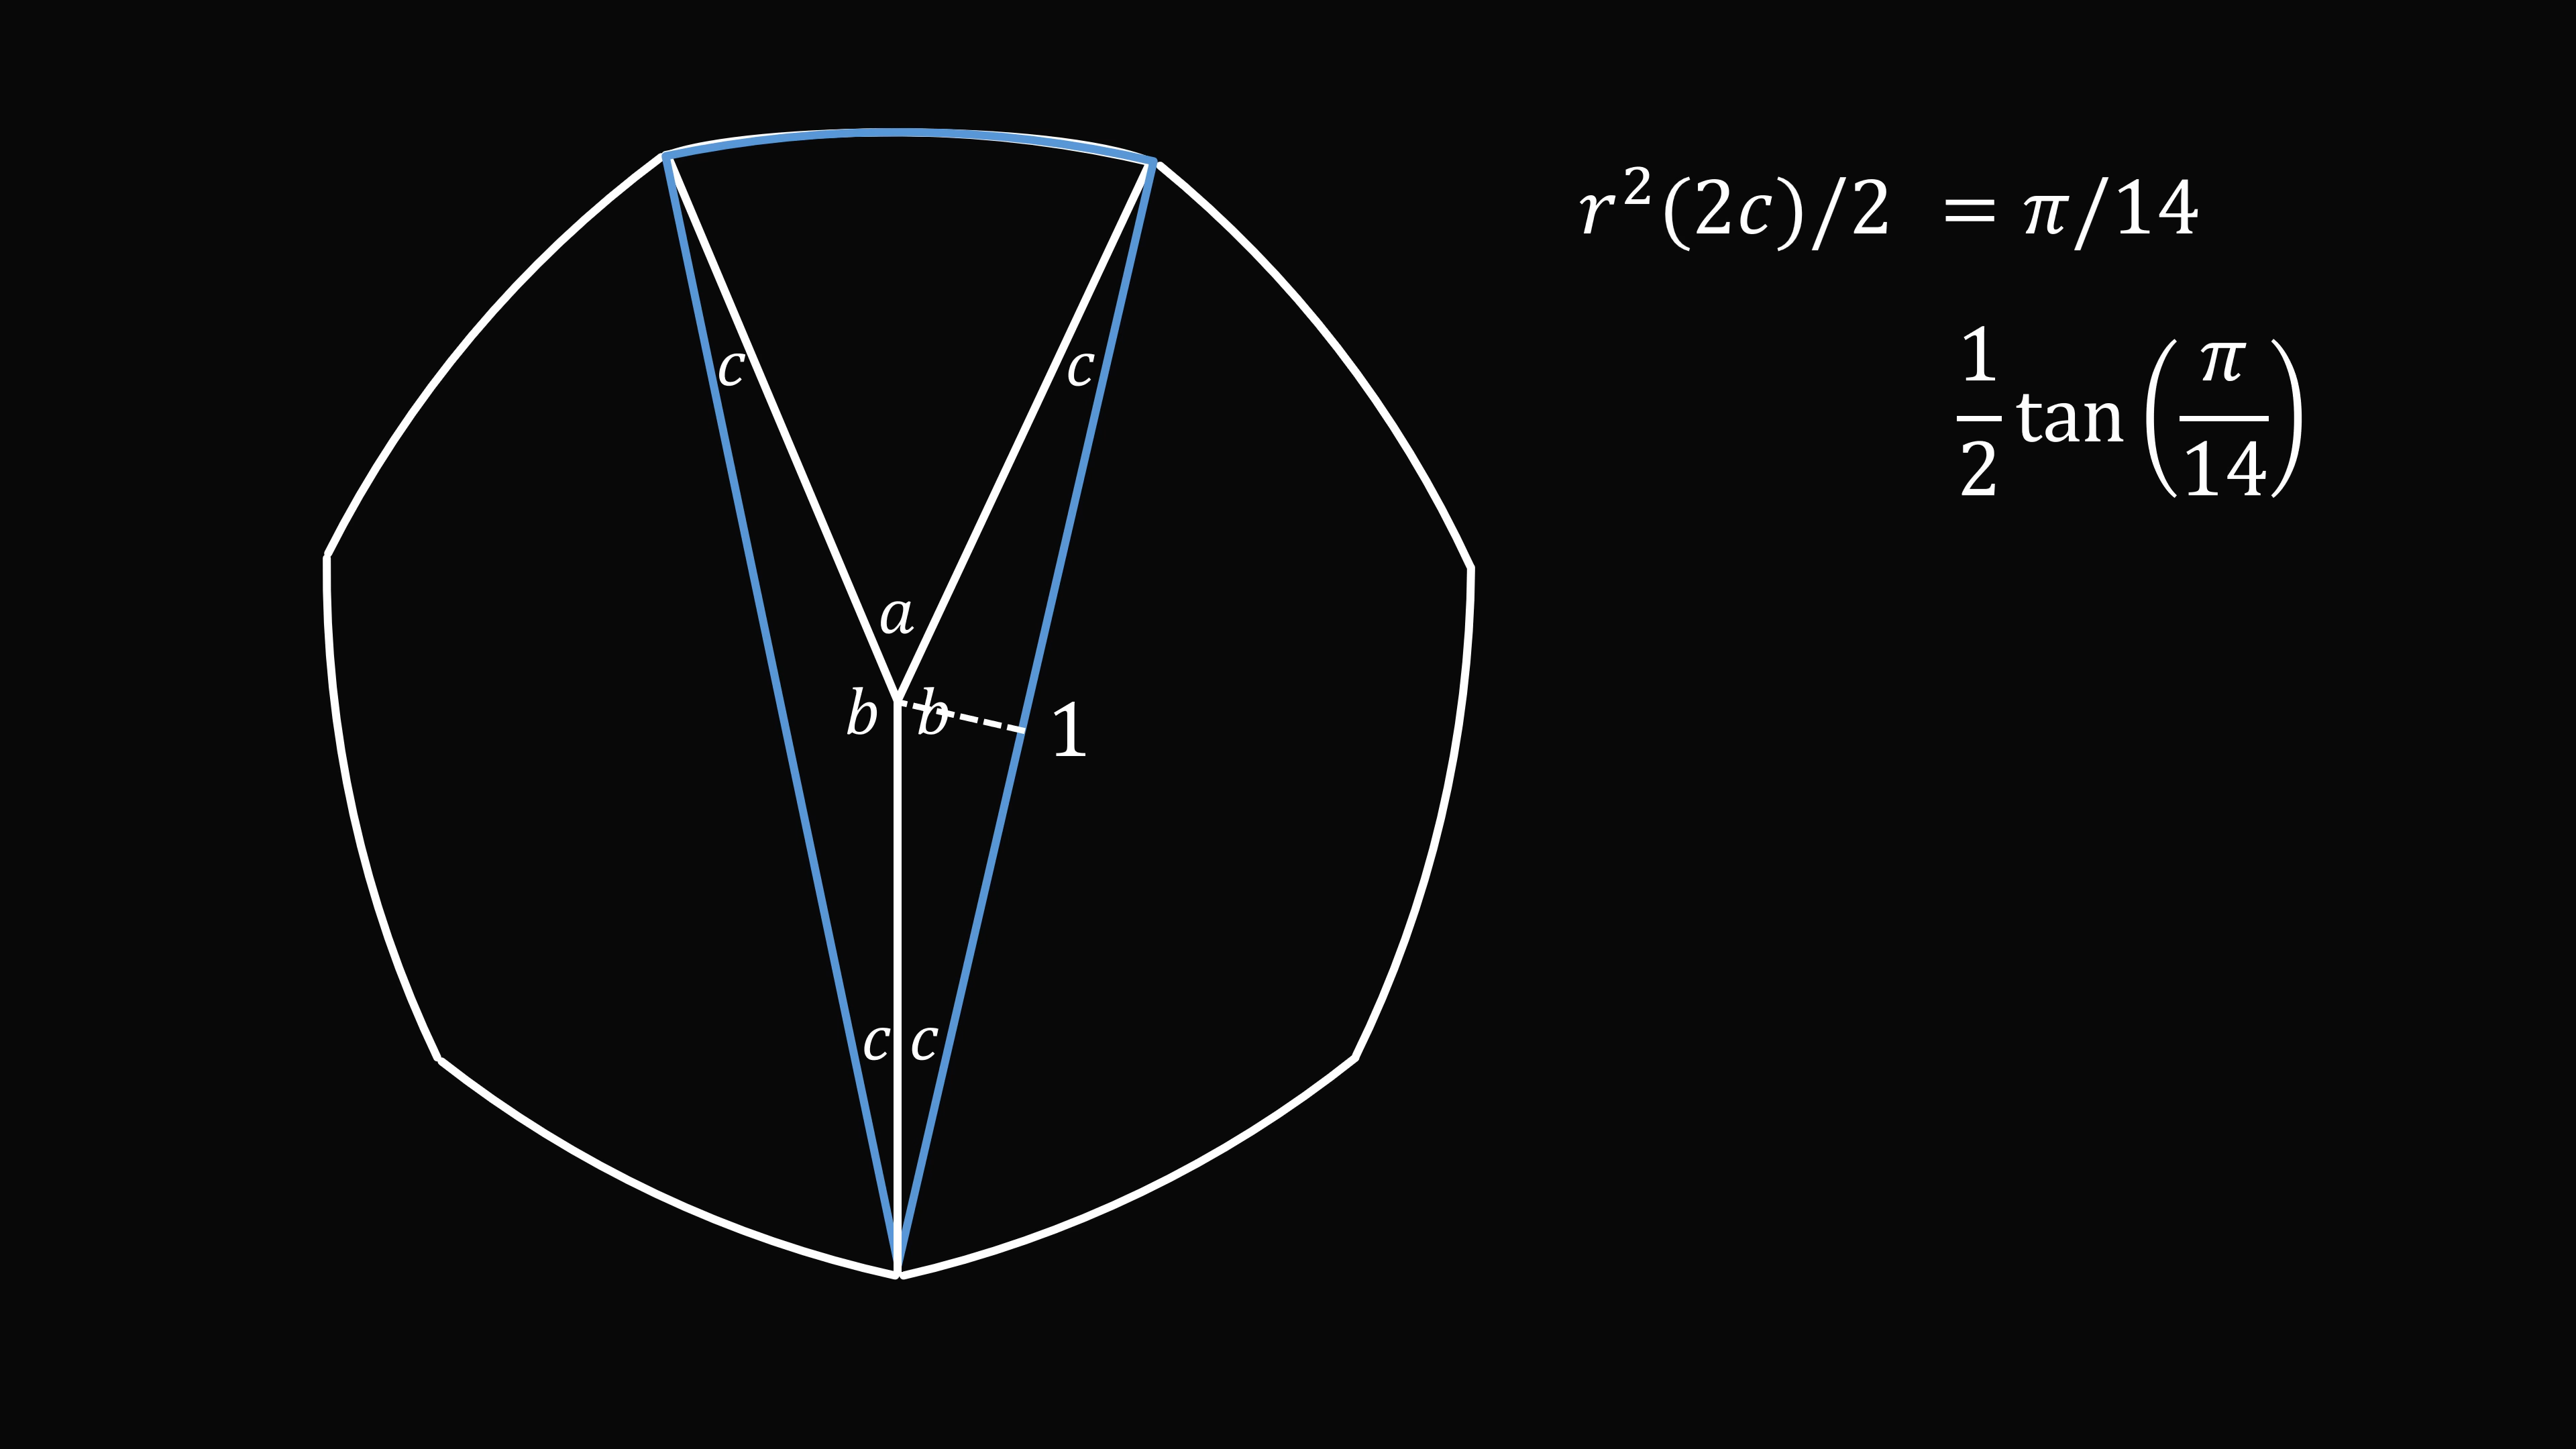 r²(2c)/2 = π/14
1/2 tan(π/14)
c c
a
b b 1
c c